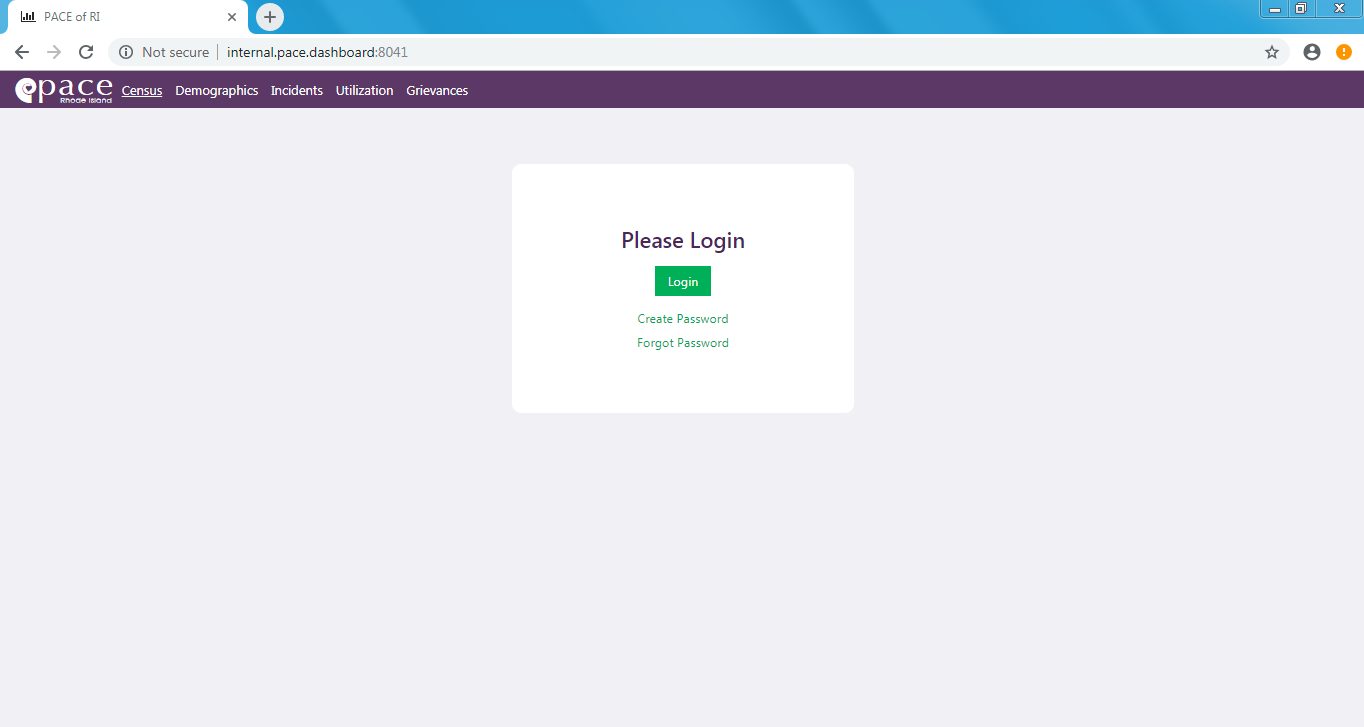 PACE of RI
Not secure internal.pace.dashboard:8041
pace
Rhode Island
Census Demographics Incidents Utilization Grievances
Please Login
Login
Create Password
Forgot Password